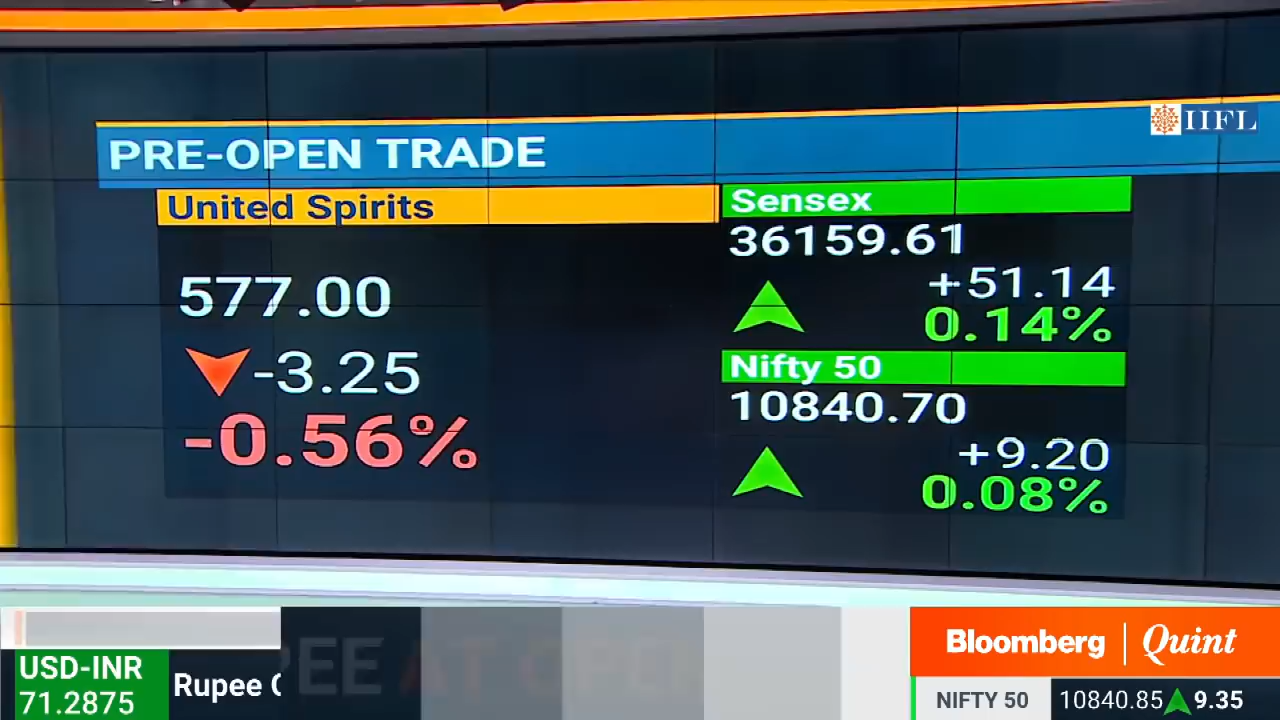 IIFL
PRE-OPEN TRADE
United Spirits
577.00
-3.25
-0.56%
Sensex
36159.61
+51.14
0.14%
Nifty 50
10840.70
+9.20
0.08%
USD-INR
71.2875
Rupee
AT OPEN
Bloomberg | Quint
NIFTY 50
10840.85 9.35